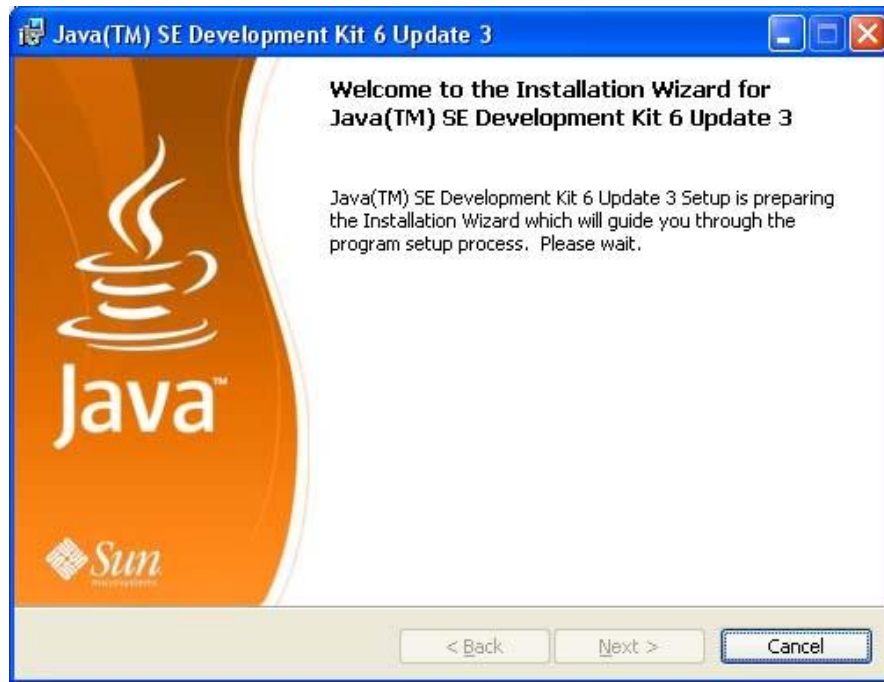 Java(TM) SE Development Kit 6 Update 3
Welcome to the Installation Wizard for
Java(TM) SE Development Kit 6 Update 3
Java(TM) SE Development Kit 6 Update 3 Setup is preparing
the Installation Wizard which will guide you through the
program setup process.  Please wait.
Java™
Sun
microsystems
< Back
Next >
Cancel